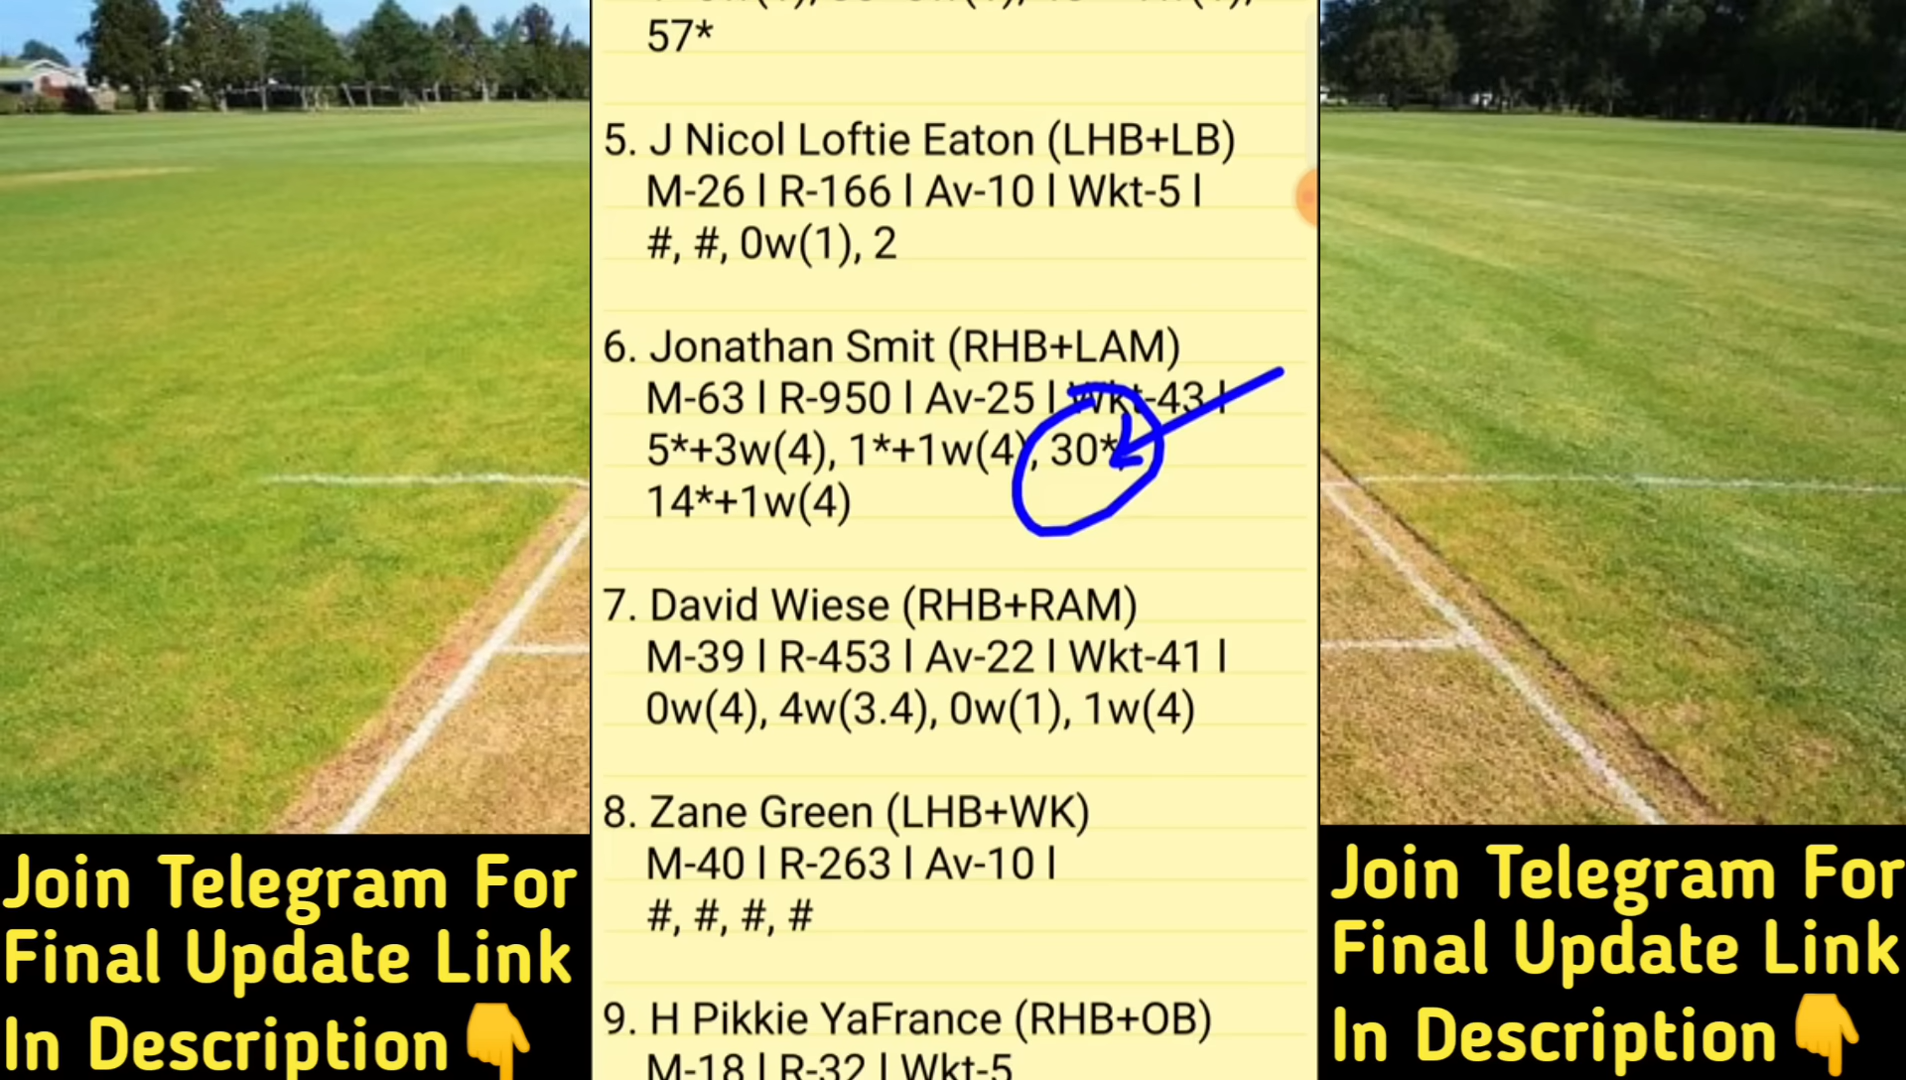 57*
5. J Nicol Loftie Eaton (LHB+LB)
M-26 l R-166 l Av-10 l Wkt-5 l
#, #, 0w(1), 2
6. Jonathan Smit (RHB+LAM)
M-63 l R-950 l Av-25 l Wkt-43 l
5*+3w(4), 1*+1w(4), 30*
14*+1w(4)
7. David Wiese (RHB+RAM)
M-39 l R-453 l Av-22 l Wkt-41 l
0w(4), 4w(3.4), 0w(1), 1w(4)
8. Zane Green (LHB+WK)
M-40 l R-263 l Av-10 l
#, #, #, #
9. H Pikkie YaFrance (RHB+OB)
M-18 l R-32 l Wkt-5
Join Telegram For
Final Update Link
In Description👇
Join Telegram For
Final Update Link
In Description👇